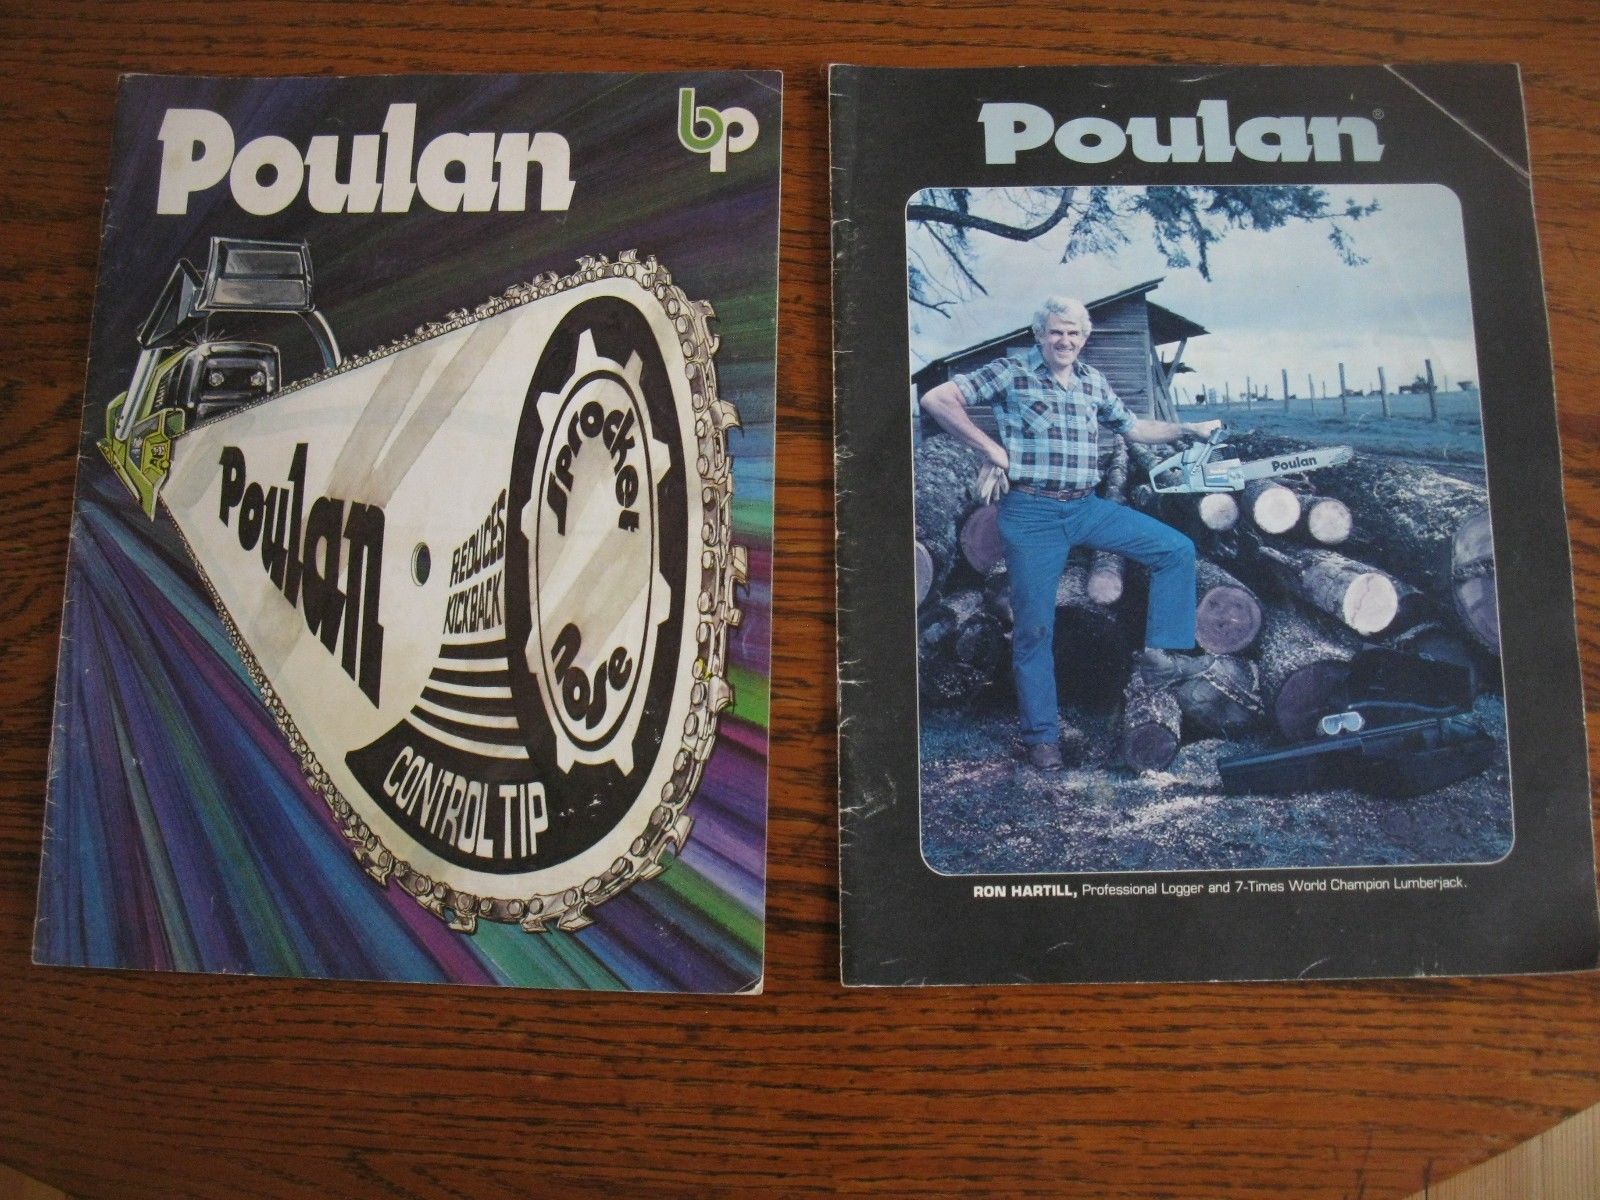 Poulan
bp
Poulan
REDUCES
KICKBACK
Sprocket
nose
CONTROL TIP
Poulan®
Poulan
RON HARTILL, Professional Logger and 7-Times World Champion Lumberjack.